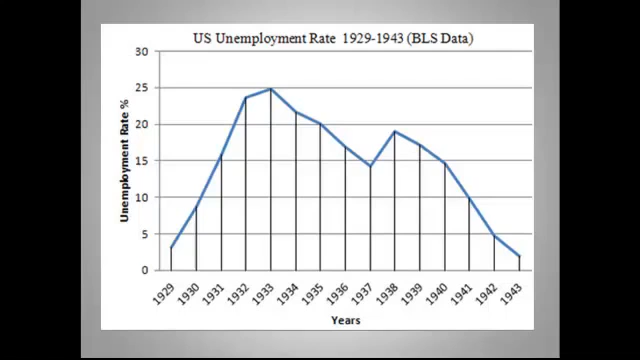 US Unemployment Rate 1929-1943 (BLS Data)
30
25
20
15
10
5
0
Unemployment Rate %
1929 1930 1931 1932 1933 1934 1935 1936 1937 1938 1939 1940 1941 1942 1943
Years